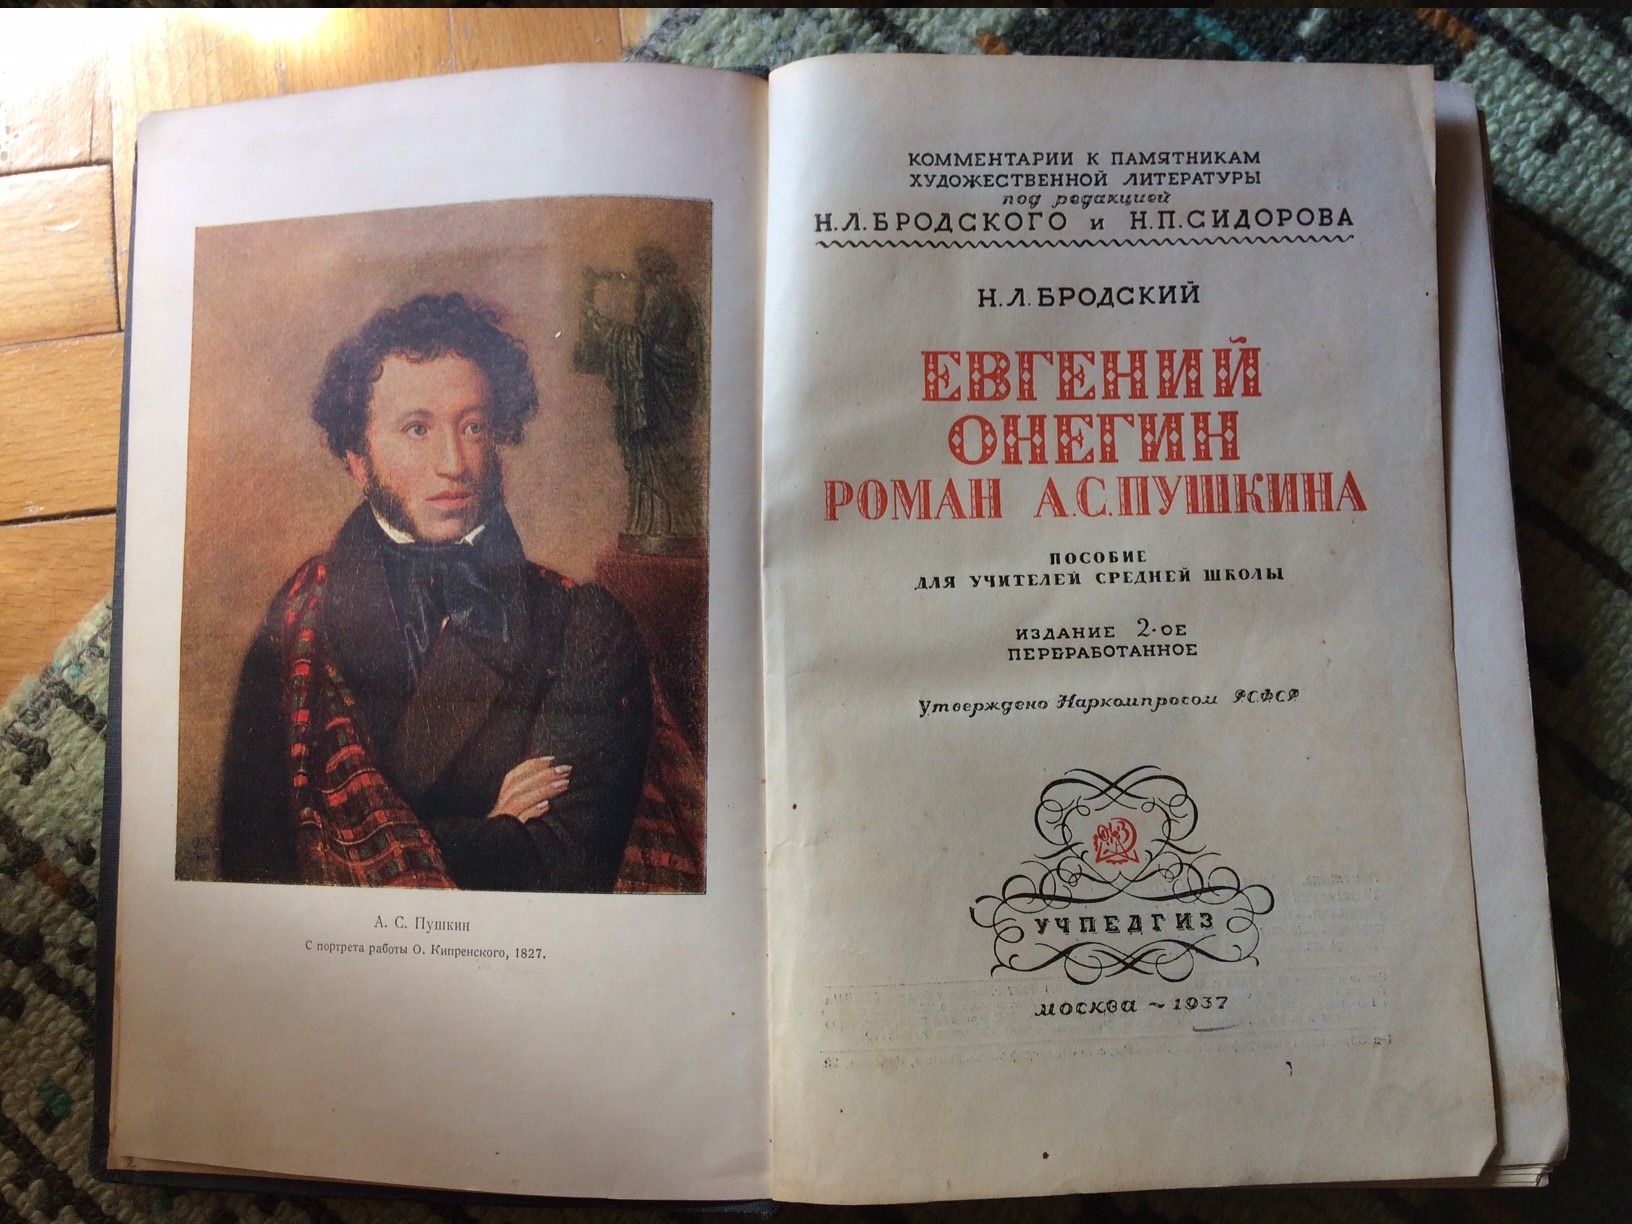 А. С. Пушкин
С портрета работы О. Кипренского, 1827.
КОММЕНТАРИИ К ПАМЯТНИКАМ
ХУДОЖЕСТВЕННОЙ ЛИТЕРАТУРЫ
под редакцией
Н.Л.БРОДСКОГО и Н.П.СИДОРОВА
Н.Л.БРОДСКИЙ
ЕВГЕНИЙ
ОНЕГИН
РОМАН А.С.ПУШКИНА
ПОСОБИЕ
ДЛЯ УЧИТЕЛЕЙ СРЕДНЕЙ ШКОЛЫ
ИЗДАНИЕ 2-ОЕ
ПЕРЕРАБОТАННОЕ
Утверждено Наркомпросом РСФСР
УЧПЕДГИЗ
МОСКВА ~ 1937